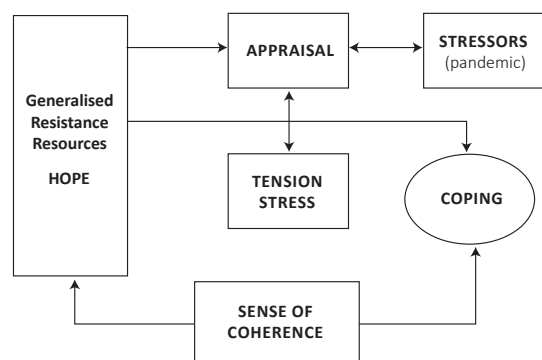 Generalised
Resistance
Resources
HOPE
APPRAISAL
STRESSORS
(pandemic)
TENSION
STRESS
COPING
SENSE OF
COHERENCE